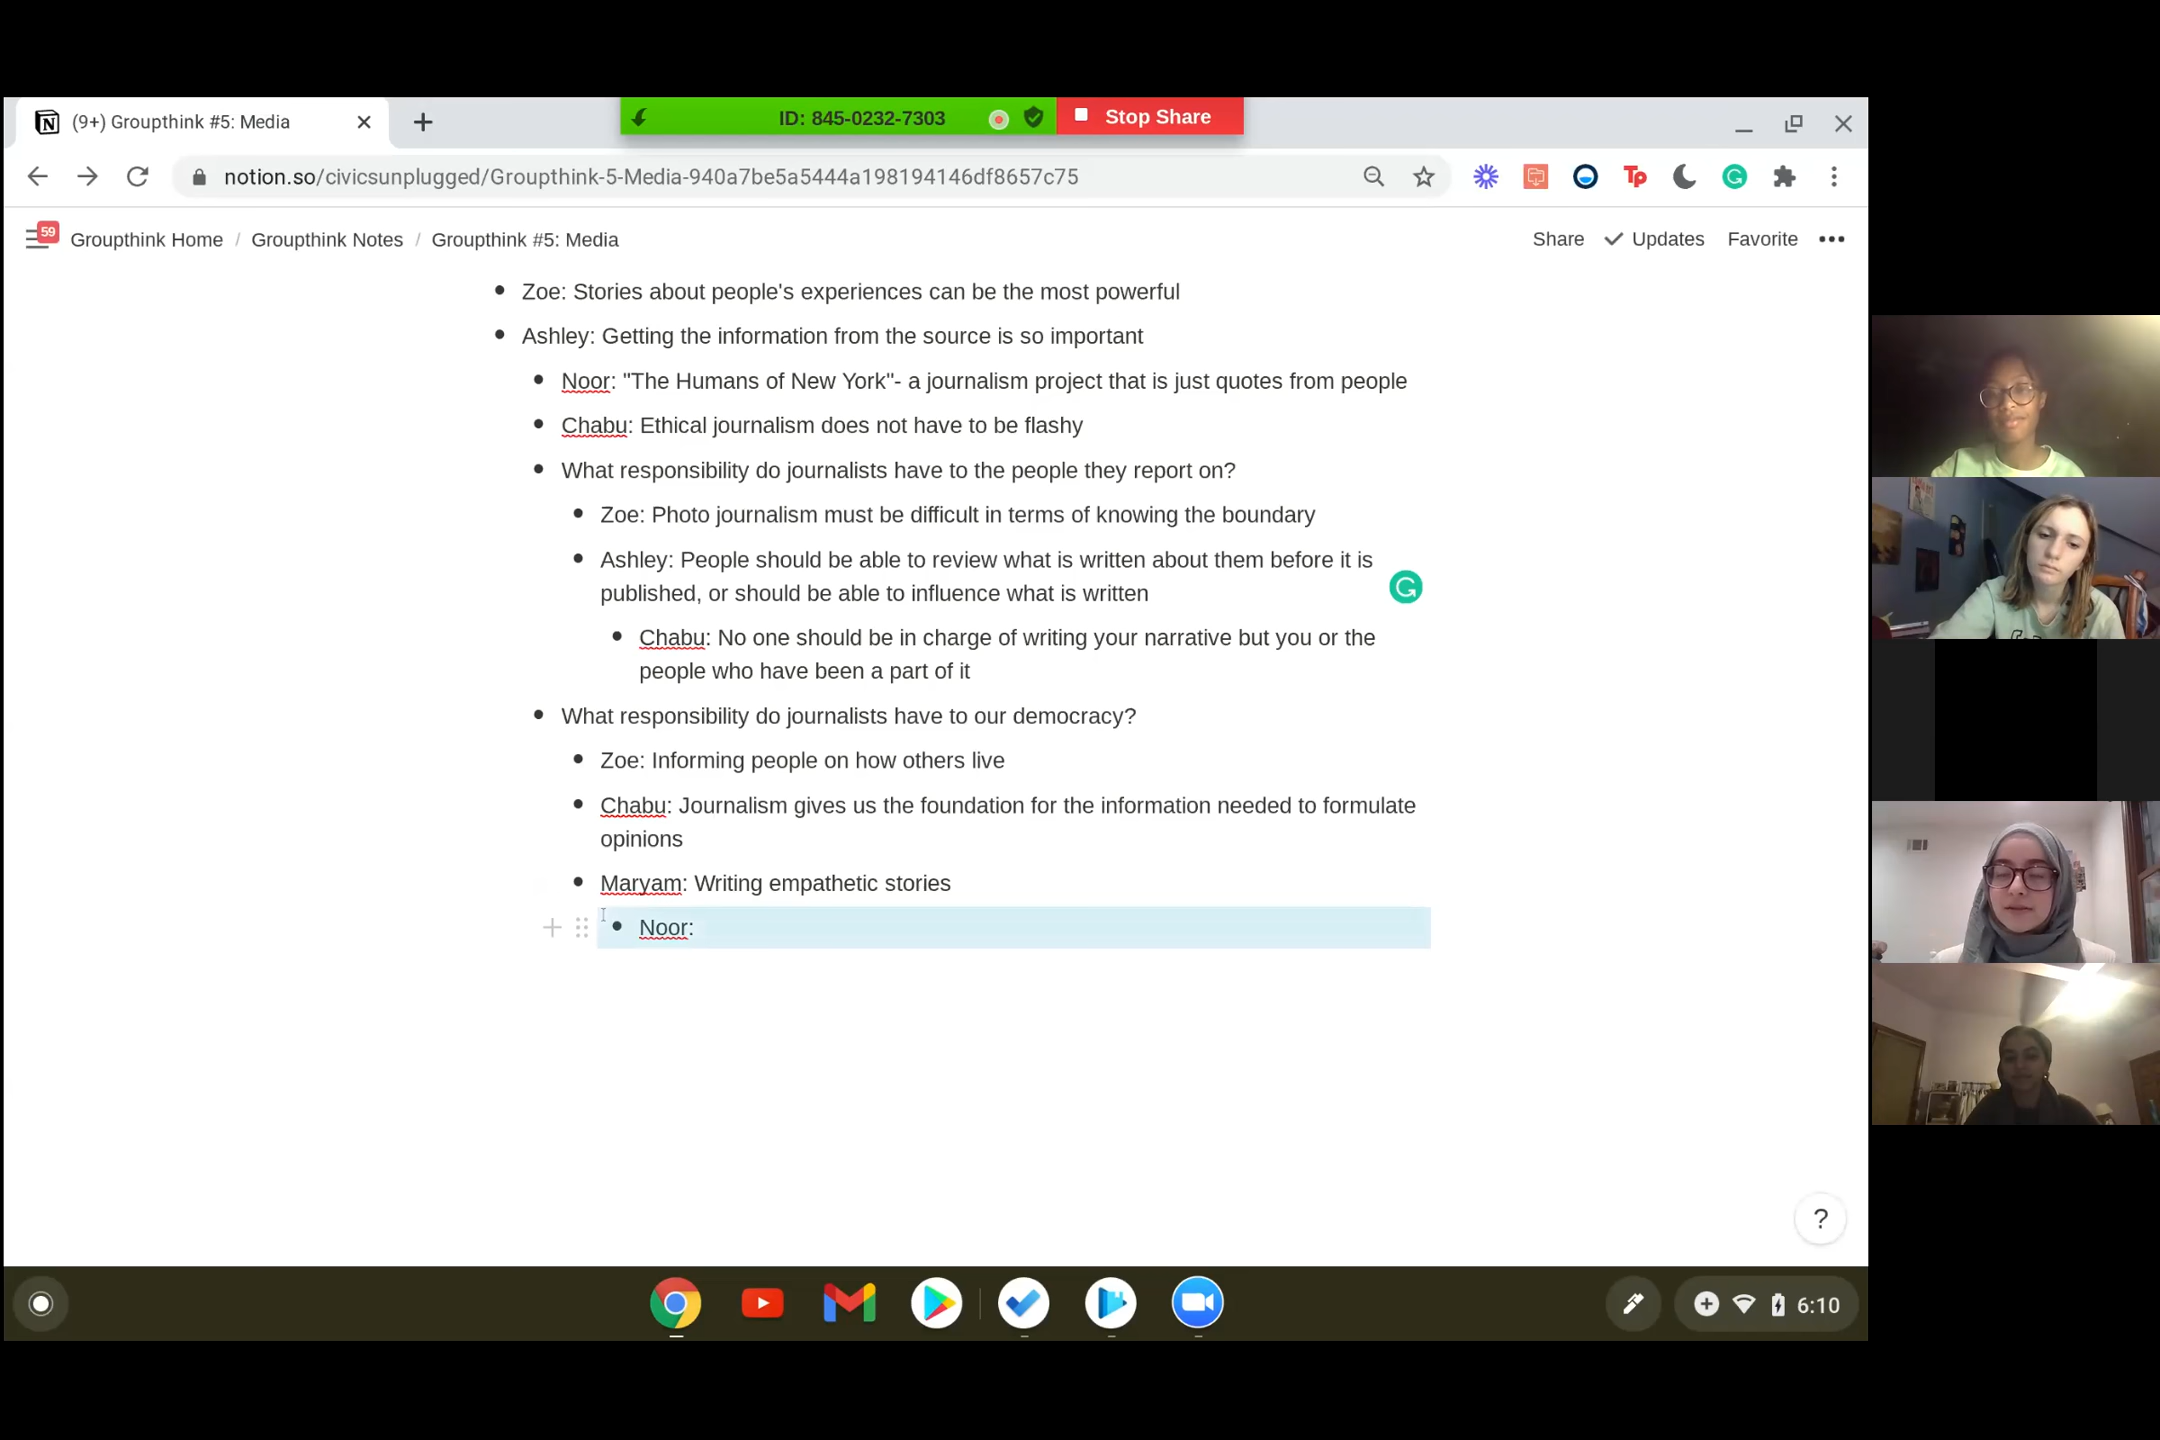 (9+) Groupthink #5: Media
ID: 845-0232-7303
Stop Share
notion.so/civicsunplugged/Groupthink-5-Media-940a7be5a5444a198194146df8657c75
59
Groupthink Home / Groupthink Notes / Groupthink #5: Media
Share Updates Favorite
Zoe: Stories about people's experiences can be the most powerful
Ashley: Getting the information from the source is so important
Noor: "The Humans of New York"- a journalism project that is just quotes from people
Chabu: Ethical journalism does not have to be flashy
What responsibility do journalists have to the people they report on?
Zoe: Photo journalism must be difficult in terms of knowing the boundary
Ashley: People should be able to review what is written about them before it is
published, or should be able to influence what is written
Chabu: No one should be in charge of writing your narrative but you or the
people who have been a part of it
What responsibility do journalists have to our democracy?
Zoe: Informing people on how others live
Chabu: Journalism gives us the foundation for the information needed to formulate
opinions
Maryam: Writing empathetic stories
Noor:
?
6:10